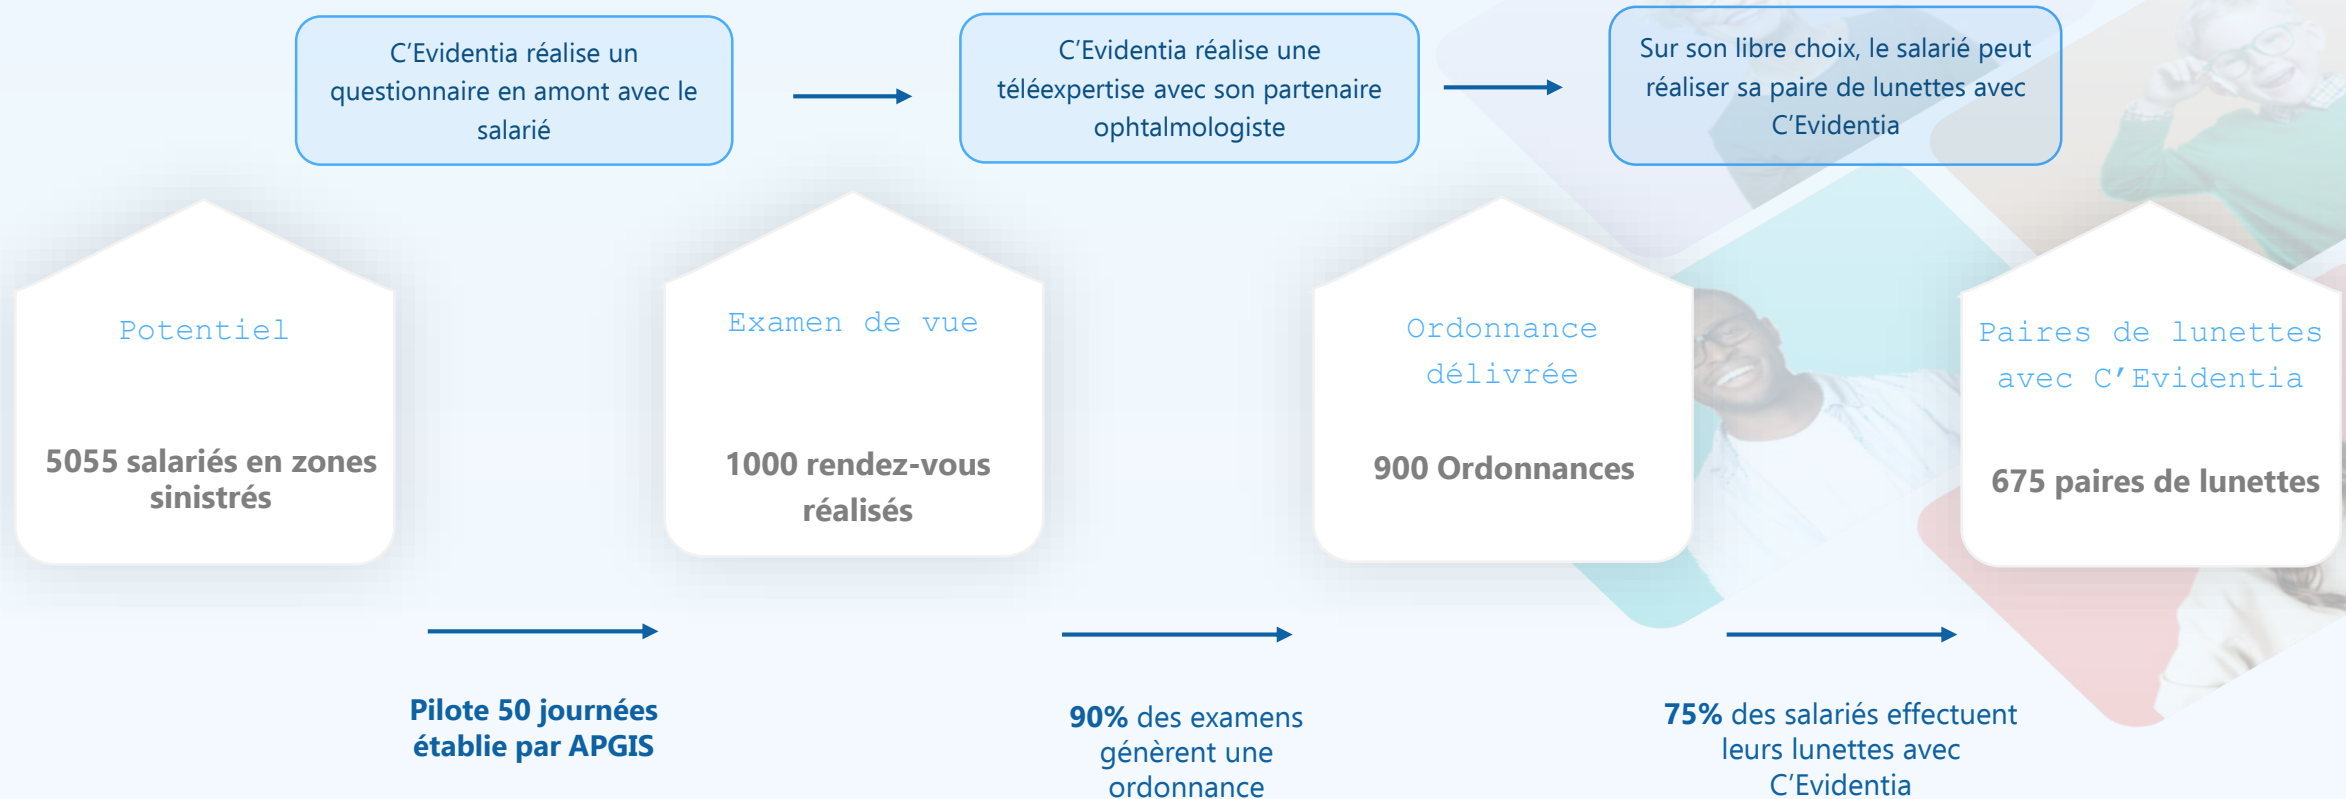 C’Evidentia réalise un
questionnaire en amont avec le
salarié
C’Evidentia réalise une
téléexpertise avec son partenaire
ophtalmologiste
Sur son libre choix, le salarié peut
réaliser sa paire de lunettes avec
C’Evidentia
Potentiel
5055 salariés en zones
sinistrés
Examen de vue
1000 rendez-vous
réalisés
Ordonnance
délivrée
900 Ordonnances
Paires de lunettes
avec C’Evidentia
675 paires de lunettes
Pilote 50 journées
établie par APGIS
90% des examens
génèrent une
ordonnance
75% des salariés effectuent
leurs lunettes avec
C’Evidentia